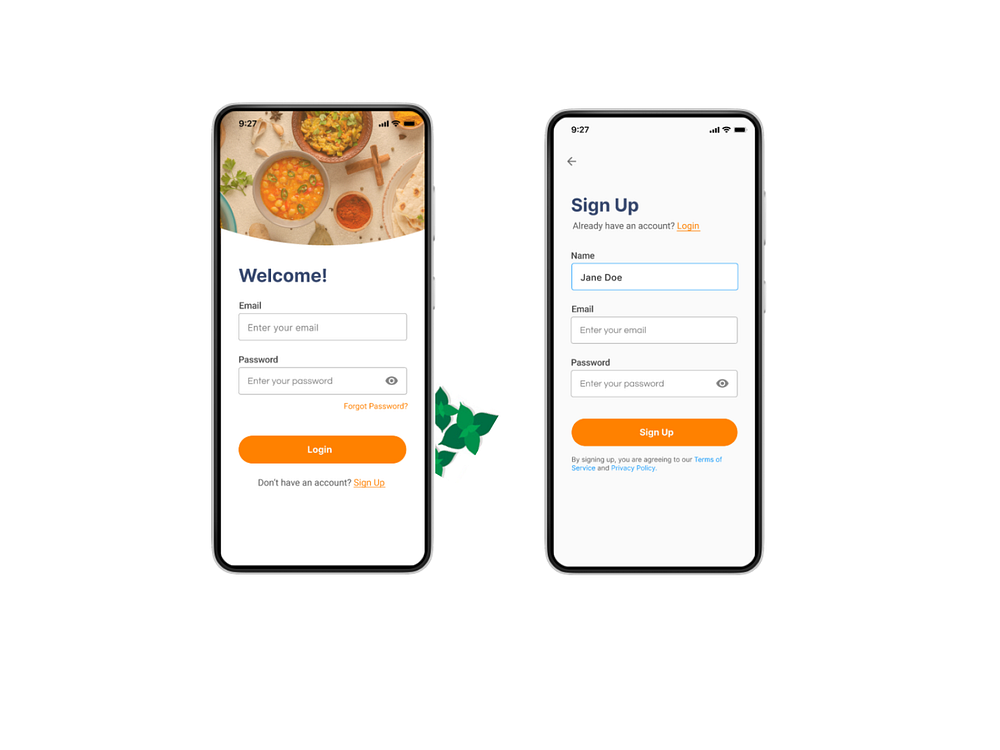 9:27
Welcome!
Email
Enter your email
Password
Enter your password
Forgot Password?
Login
Don't have an account? Sign Up
9:27
Sign Up
Already have an account? Login
Name
Jane Doe
Email
Enter your email
Password
Enter your password
Sign Up
By signing up, you are agreeing to our Terms of
Service and Privacy Policy.